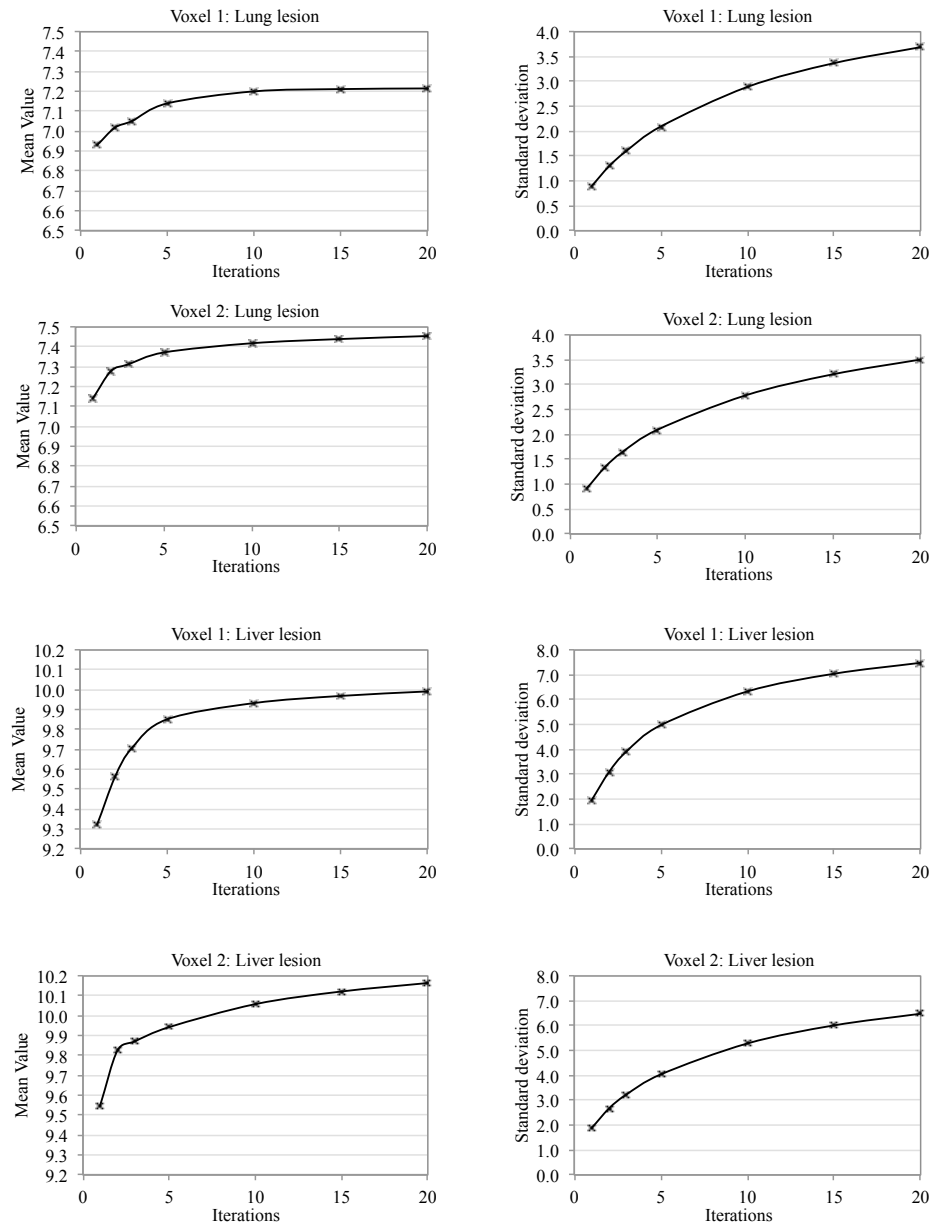 Voxel 1: Lung lesion
Mean Value
7.5
7.4
7.3
7.2
7.1
7.0
6.9
6.8
6.7
6.6
6.5
0 5 10 15 20
Iterations
Voxel 1: Lung lesion
Standard deviation
4.0
3.5
3.0
2.5
2.0
1.5
1.0
0.5
0.0
0 5 10 15 20
Iterations
Voxel 2: Lung lesion
Mean Value
7.5
7.4
7.3
7.2
7.1
7.0
6.9
6.8
6.7
6.6
6.5
0 5 10 15 20
Iterations
Voxel 2: Lung lesion
Standard deviation
4.0
3.5
3.0
2.5
2.0
1.5
1.0
0.5
0.0
0 5 10 15 20
Iterations
Voxel 1: Liver lesion
Mean Value
10.2
10.1
10.0
9.9
9.8
9.7
9.6
9.5
9.4
9.3
9.2
0 5 10 15 20
Iterations
Voxel 1: Liver lesion
Standard deviation
8.0
7.0
6.0
5.0
4.0
3.0
2.0
1.0
0.0
0 5 10 15 20
Iterations
Voxel 2: Liver lesion
Mean Value
10.2
10.1
10.0
9.9
9.8
9.7
9.6
9.5
9.4
9.3
9.2
0 5 10 15 20
Iterations
Voxel 2: Liver lesion
Standard deviation
8.0
7.0
6.0
5.0
4.0
3.0
2.0
1.0
0.0
0 5 10 15 20
Iterations